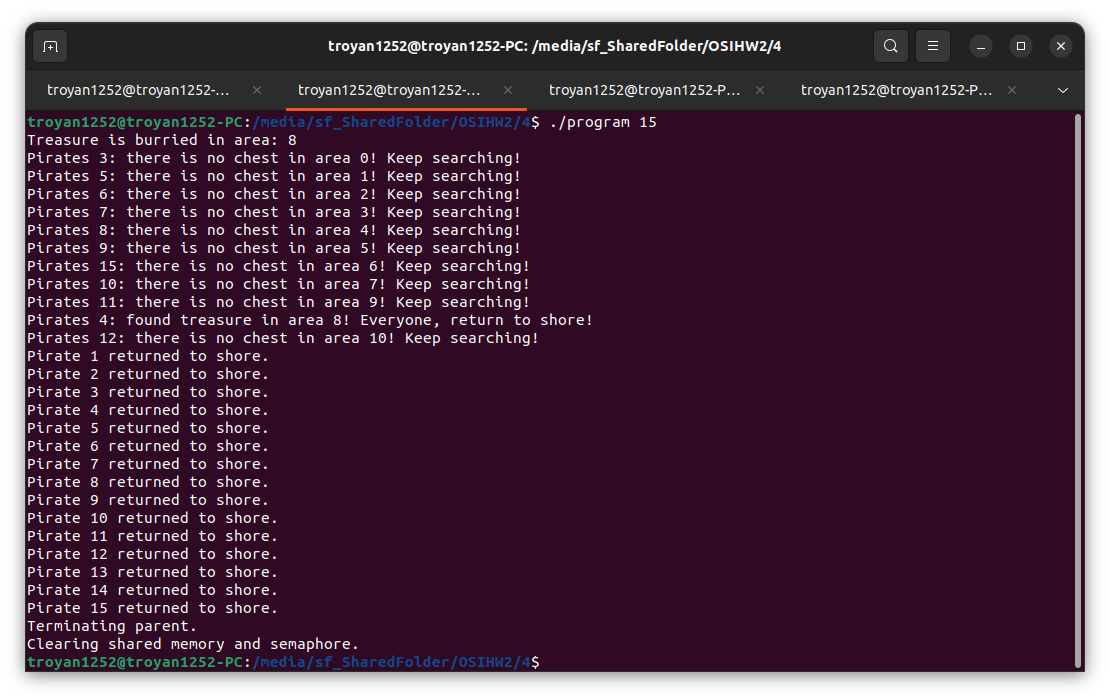 troyan1252@troyan1252-PC: /media/sf_SharedFolder/OSIHW2/4
troyan1252@troyan1252-... troyan1252@troyan1252-... troyan1252@troyan1252-P... troyan1252@troyan1252-P...
troyan1252@troyan1252-PC:/media/sf_SharedFolder/OSIHW2/4$ ./program 15
Treasure is burried in area: 8
Pirates 3: there is no chest in area 0! Keep searching!
Pirates 5: there is no chest in area 1! Keep searching!
Pirates 6: there is no chest in area 2! Keep searching!
Pirates 7: there is no chest in area 3! Keep searching!
Pirates 8: there is no chest in area 4! Keep searching!
Pirates 9: there is no chest in area 5! Keep searching!
Pirates 15: there is no chest in area 6! Keep searching!
Pirates 10: there is no chest in area 7! Keep searching!
Pirates 11: there is no chest in area 9! Keep searching!
Pirates 4: found treasure in area 8! Everyone, return to shore!
Pirates 12: there is no chest in area 10! Keep searching!
Pirate 1 returned to shore.
Pirate 2 returned to shore.
Pirate 3 returned to shore.
Pirate 4 returned to shore.
Pirate 5 returned to shore.
Pirate 6 returned to shore.
Pirate 7 returned to shore.
Pirate 8 returned to shore.
Pirate 9 returned to shore.
Pirate 10 returned to shore.
Pirate 11 returned to shore.
Pirate 12 returned to shore.
Pirate 13 returned to shore.
Pirate 14 returned to shore.
Pirate 15 returned to shore.
Terminating parent.
Clearing shared memory and semaphore.
troyan1252@troyan1252-PC:/media/sf_SharedFolder/OSIHW2/4$